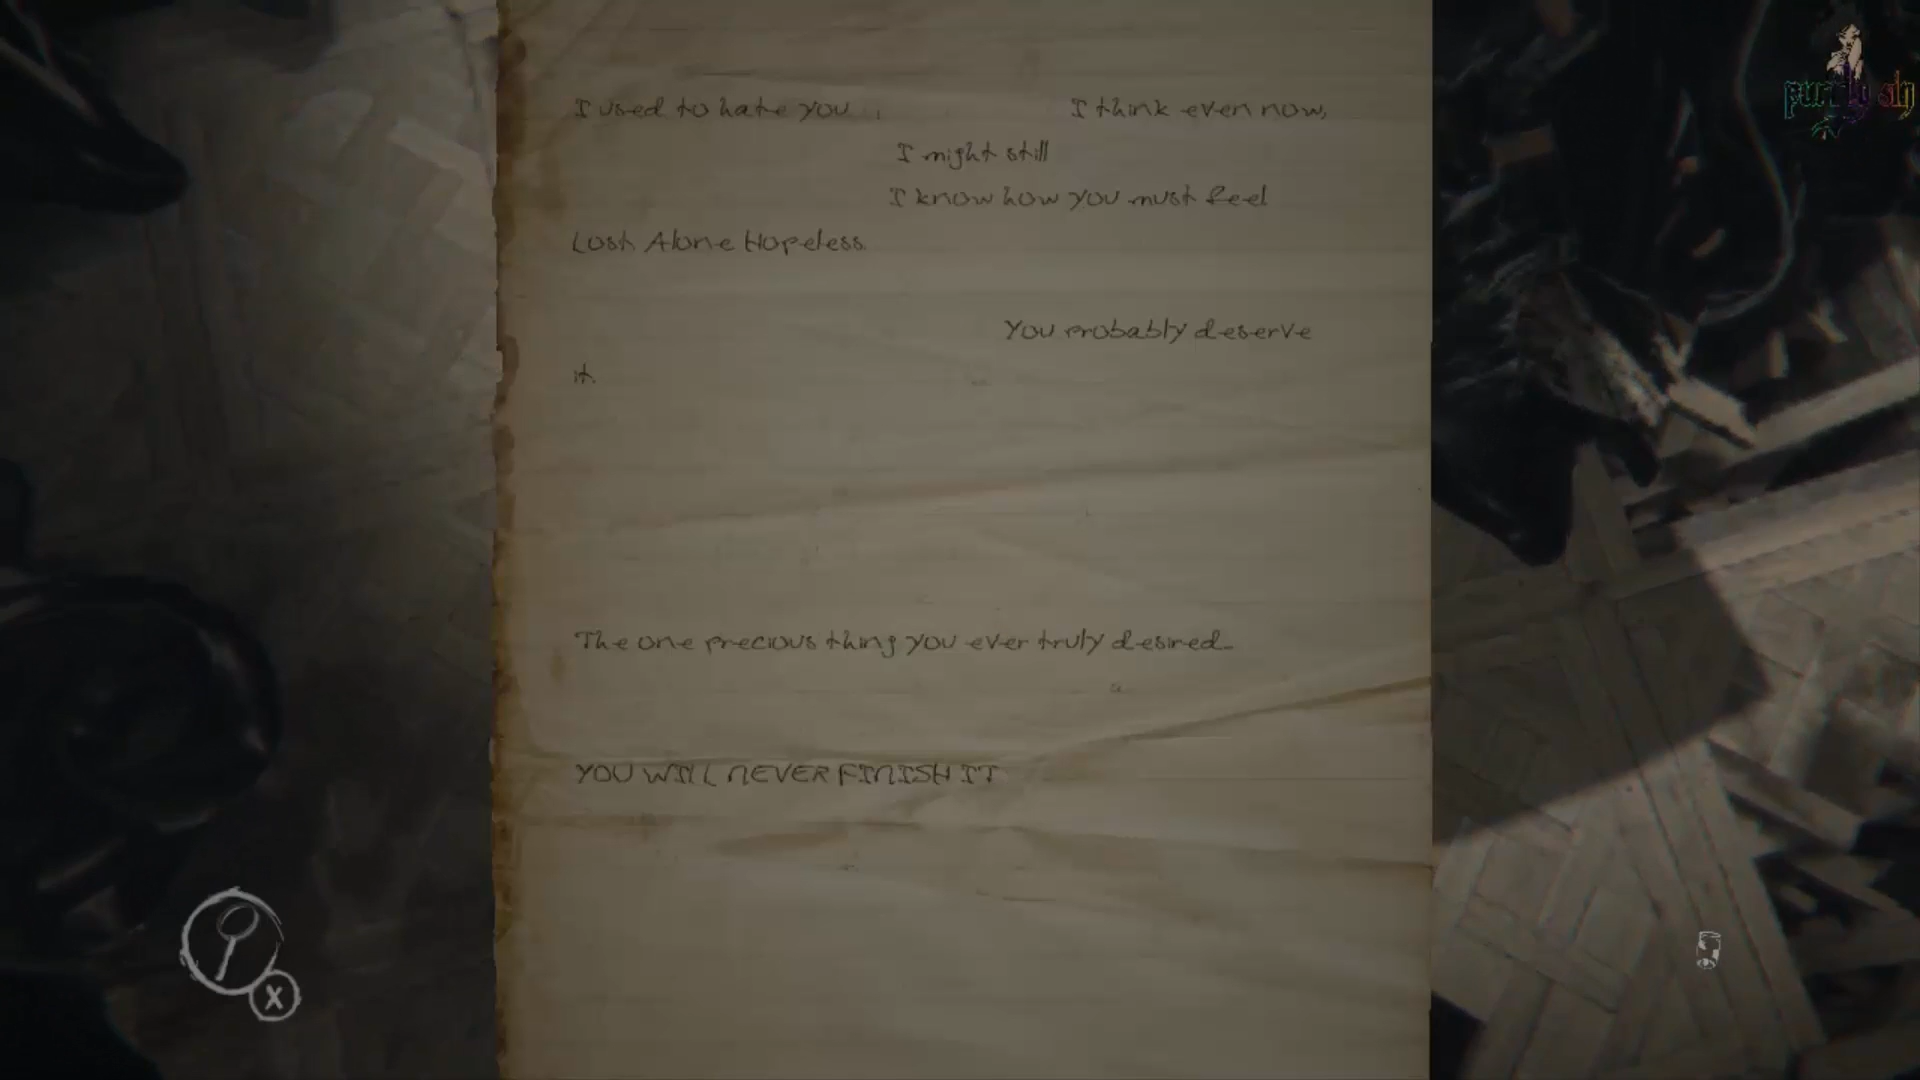 I used to hate you I think even now,
I might still
I know how you must feel
Lost Alone Hopeless.
You probably deserve
it.
The one precious thing you ever truly desired...
YOU WILL NEVER FINISH IT
X